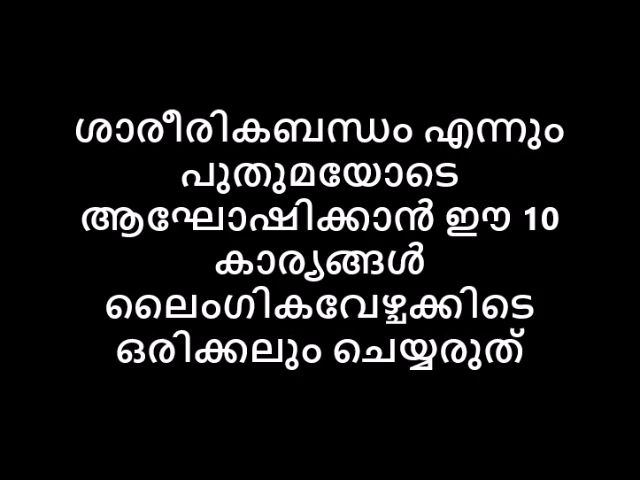 ശാരീരികബന്ധം എന്നും
പുതുമയോടെ
ആഘോഷിക്കാൻ ഈ 10
കാര്യങ്ങൾ
ലൈംഗികവേഴ്ചക്കിടെ
ഒരിക്കലും ചെയ്യരുത്